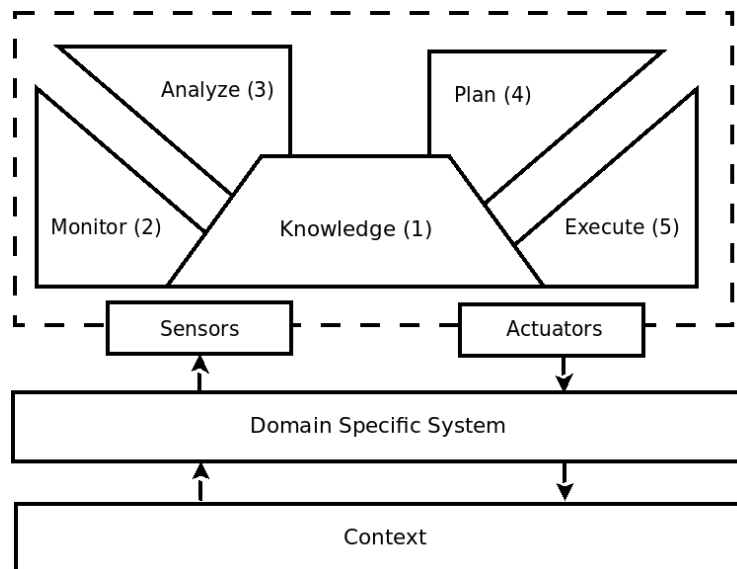 Analyze (3)
Plan (4)
Monitor (2)
Knowledge (1)
Execute (5)
Sensors
Actuators
Domain Specific System
Context